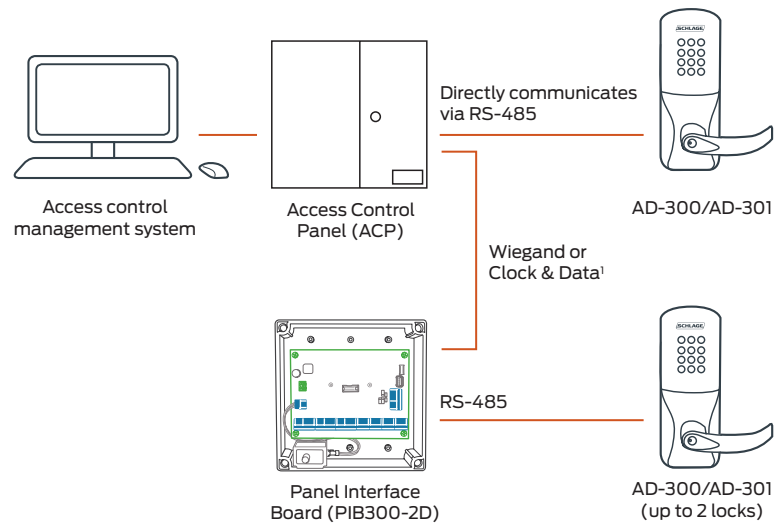 SCHLAGE
Directly communicates
via RS-485
Access control
management system
Access Control
Panel (ACP)
AD-300/AD-301
Wiegand or
Clock & Data¹
SCHLAGE
RS-485
Panel Interface
Board (PIB300-2D)
AD-300/AD-301
(up to 2 locks)